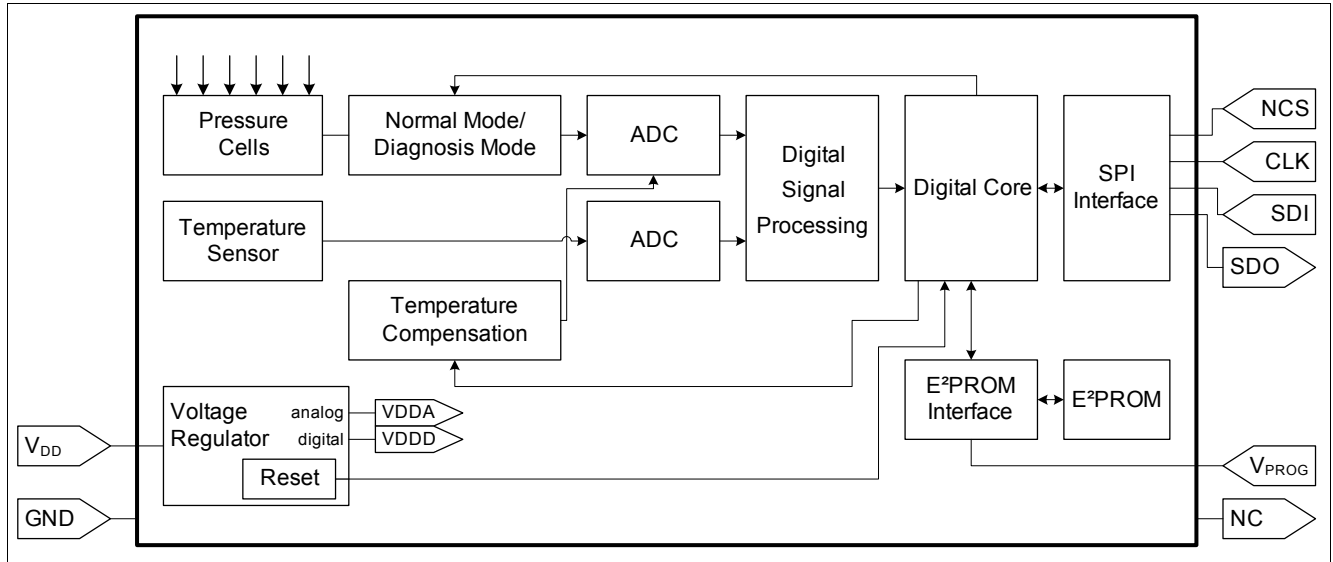 Pressure
Cells
Normal Mode/
Diagnosis Mode
ADC
Digital
Signal
Processing
Digital Core
SPI
Interface
NCS
CLK
SDI
SDO
Temperature
Sensor
ADC
Temperature
Compensation
Voltage
Regulator
analog
digital
VDDA
VDDD
Reset
E²PROM
Interface
E²PROM
VDD
GND
VPROG
NC